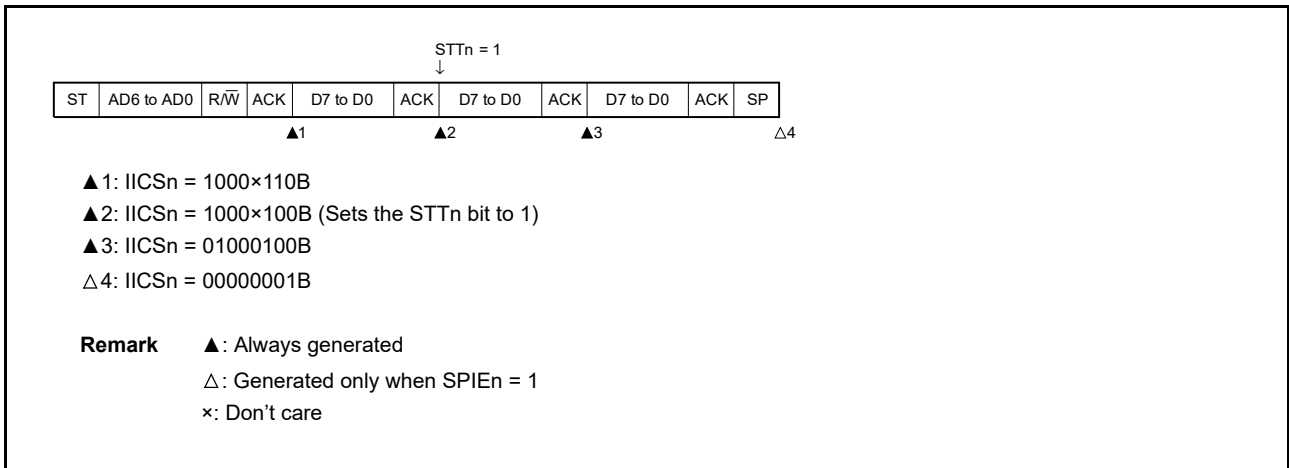 STTn = 1
↓
ST AD6 to AD0 R/W̅ ACK D7 to D0 ACK D7 to D0 ACK D7 to D0 ACK SP
▲1 ▲2 ▲3 △4
▲1: IICSn = 1000×110B
▲2: IICSn = 1000×100B (Sets the STTn bit to 1)
▲3: IICSn = 01000100B
△4: IICSn = 00000001B
Remark ▲: Always generated
△: Generated only when SPIEn = 1
×: Don’t care